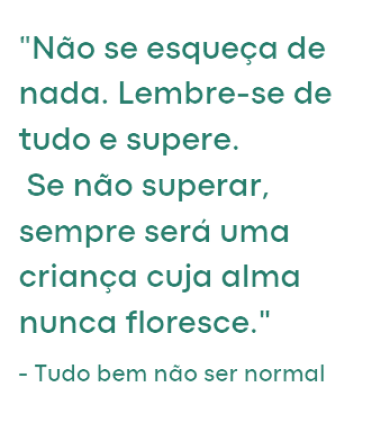 "Não se esqueça de
nada. Lembre-se de
tudo e supere.
Se não superar,
sempre será uma
criança cuja alma
nunca floresce."
- Tudo bem não ser normal